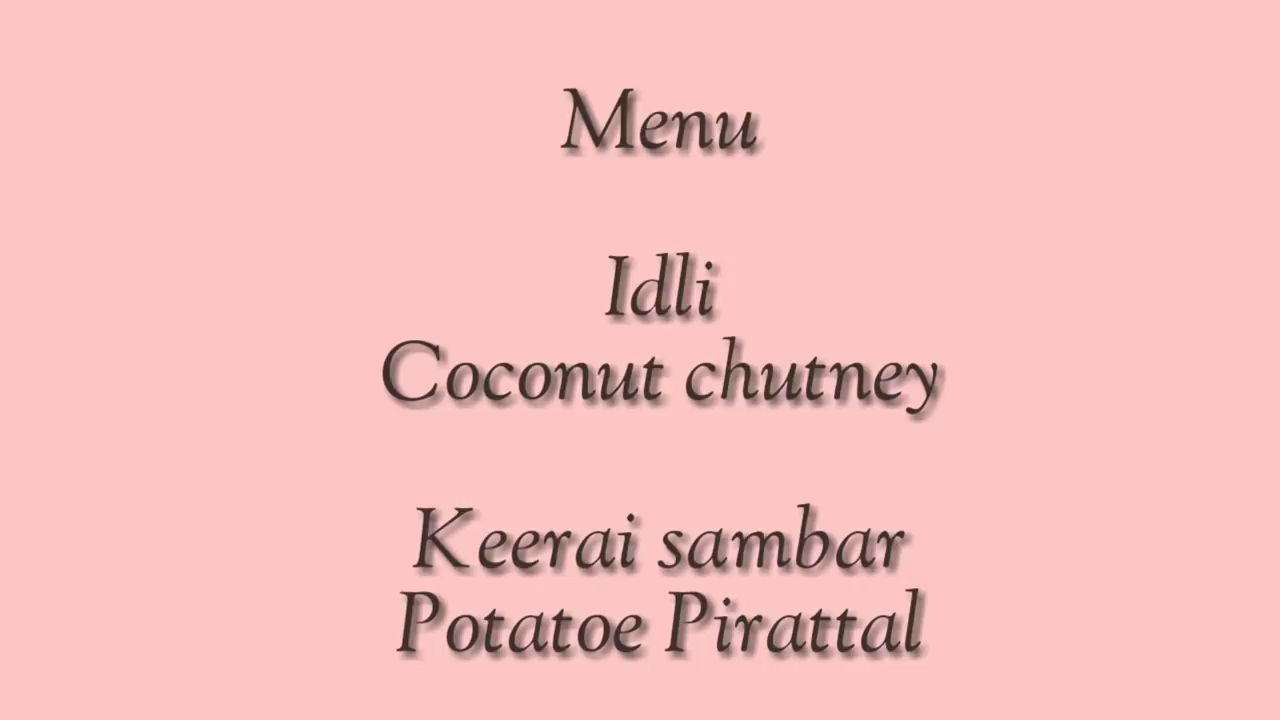 Menu
Idli
Coconut chutney
Keerai sambar
Potatoe Pirattal